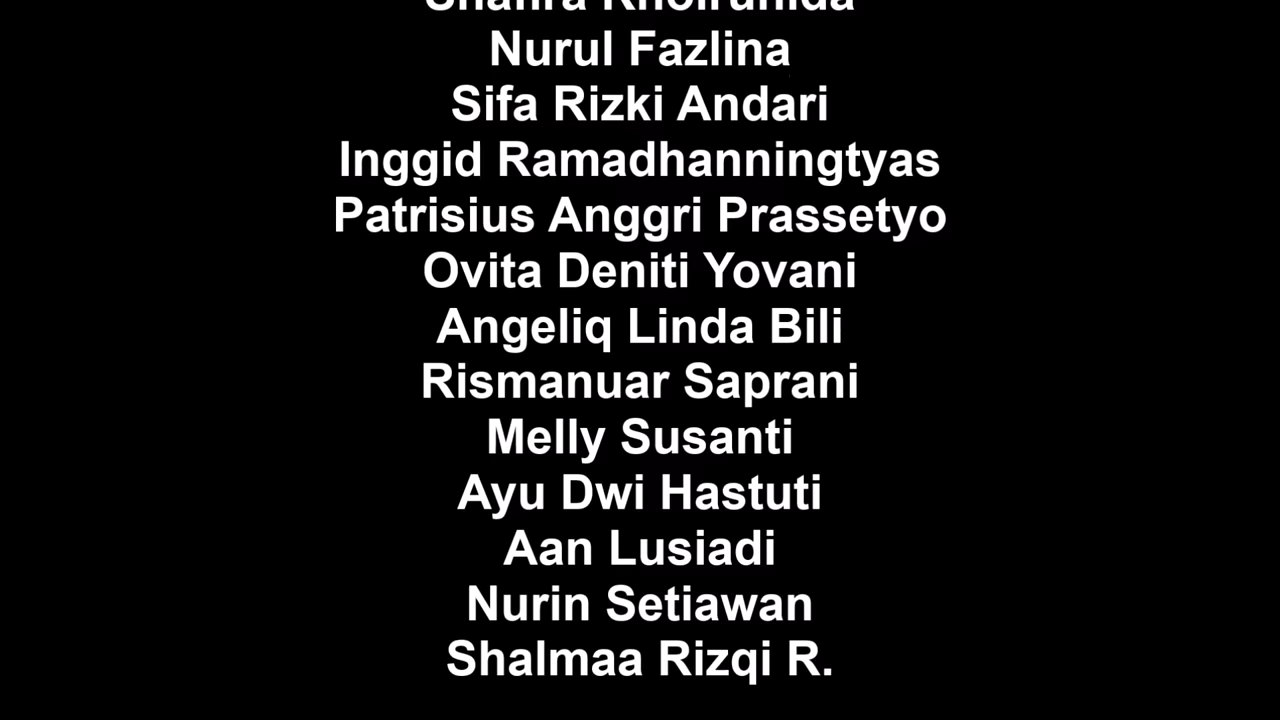 Nurul Fazlina
Sifa Rizki Andari
Inggid Ramadhanningtyas
Patrisius Anggri Prassetyo
Ovita Deniti Yovani
Angeliq Linda Bili
Rismanuar Saprani
Melly Susanti
Ayu Dwi Hastuti
Aan Lusiadi
Nurin Setiawan
Shalmaa Rizqi R.